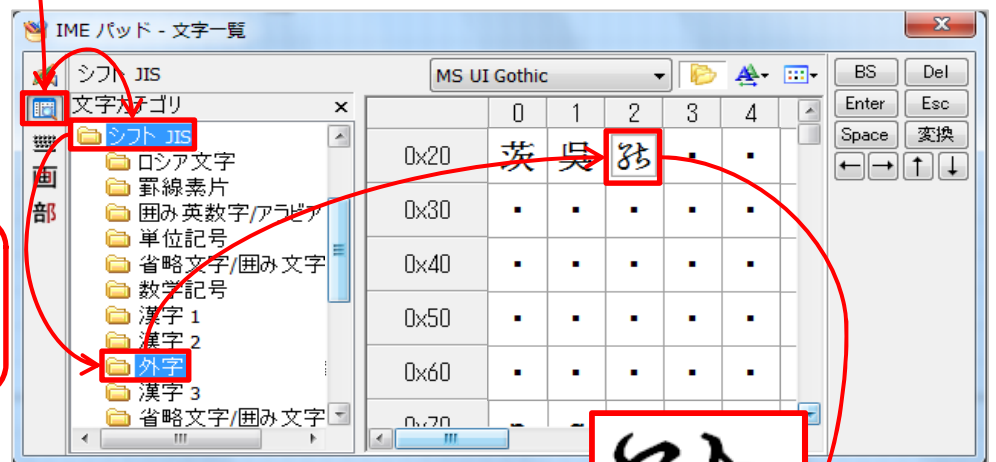 IME パッド - 文字一覧
シフト JIS
MS UI Gothic
BS Del
文字カテゴリ
Enter Esc
Space 変換
← → ↑ ↓
シフト JIS
ロシア文字
罫線素片
囲み英数字/アラビア
単位記号
省略文字/囲み文字
数学記号
漢字 1
漢字 2
外字
漢字 3
省略文字/囲み文字
画
部
0 1 2 3 4
0x20 茨 呉
0x30
0x40
0x50
0x60
0x70